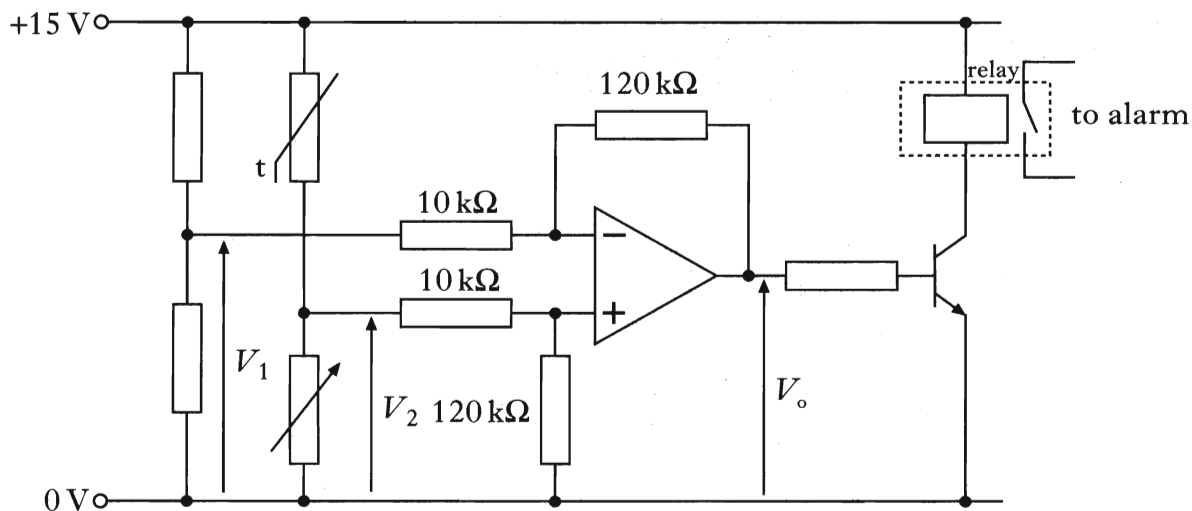 +15 V
relay
120 kΩ
to alarm
t
10 kΩ
−
10 kΩ
+
V1
V2
120 kΩ
Vo
0 V